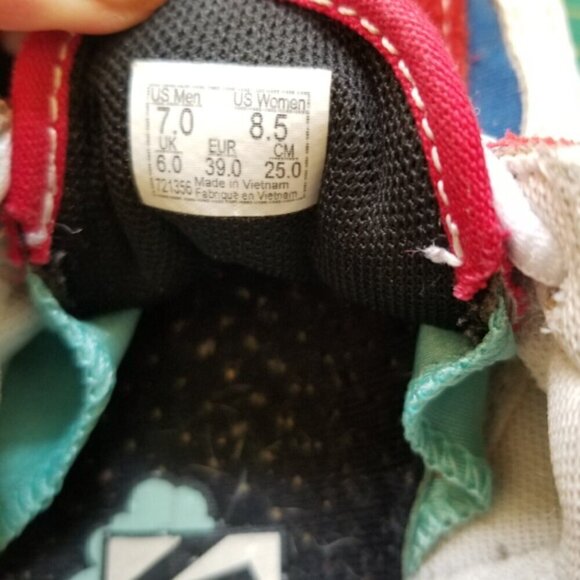 US Men US Women
7.0 8.5
UK EUR CM
6.0 39.0 25.0
721356 Made in Vietnam
Fabriqué en Vietnam